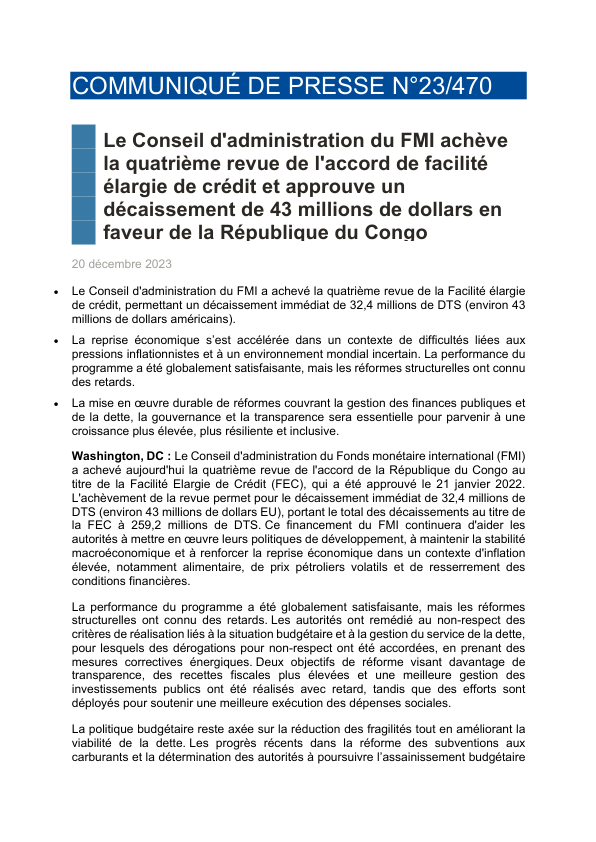 COMMUNIQUÉ DE PRESSE N°23/470
Le Conseil d'administration du FMI achève
la quatrième revue de l'accord de facilité
élargie de crédit et approuve un
décaissement de 43 millions de dollars en
faveur de la République du Congo
20 décembre 2023
• Le Conseil d'administration du FMI a achevé la quatrième revue de la Facilité élargie
de crédit, permettant un décaissement immédiat de 32,4 millions de DTS (environ 43
millions de dollars américains).
• La reprise économique s’est accélérée dans un contexte de difficultés liées aux
pressions inflationnistes et à un environnement mondial incertain. La performance du
programme a été globalement satisfaisante, mais les réformes structurelles ont connu
des retards.
• La mise en œuvre durable de réformes couvrant la gestion des finances publiques et
de la dette, la gouvernance et la transparence sera essentielle pour parvenir à une
croissance plus élevée, plus résiliente et inclusive.
Washington, DC : Le Conseil d'administration du Fonds monétaire international (FMI)
a achevé aujourd'hui la quatrième revue de l'accord de la République du Congo au
titre de la Facilité Elargie de Crédit (FEC), qui a été approuvé le 21 janvier 2022.
L'achèvement de la revue permet pour le décaissement immédiat de 32,4 millions de
DTS (environ 43 millions de dollars EU), portant le total des décaissements au titre de
la FEC à 259,2 millions de DTS. Ce financement du FMI continuera d'aider les
autorités à mettre en œuvre leurs politiques de développement, à maintenir la stabilité
macroéconomique et à renforcer la reprise économique dans un contexte d'inflation
élevée, notamment alimentaire, de prix pétroliers volatils et de resserrement des
conditions financières.
La performance du programme a été globalement satisfaisante, mais les réformes
structurelles ont connu des retards. Les autorités ont remédié au non-respect des
critères de réalisation liés à la situation budgétaire et à la gestion du service de la dette,
pour lesquels des dérogations pour non-respect ont été accordées, en prenant des
mesures correctives énergiques. Deux objectifs de réforme visant davantage de
transparence, des recettes fiscales plus élevées et une meilleure gestion des
investissements publics ont été réalisés avec retard, tandis que des efforts sont
déployés pour soutenir une meilleure exécution des dépenses sociales.
La politique budgétaire reste axée sur la réduction des fragilités tout en améliorant la
viabilité de la dette. Les progrès récents dans la réforme des subventions aux
carburants et la détermination des autorités à poursuivre l’assainissement budgétaire